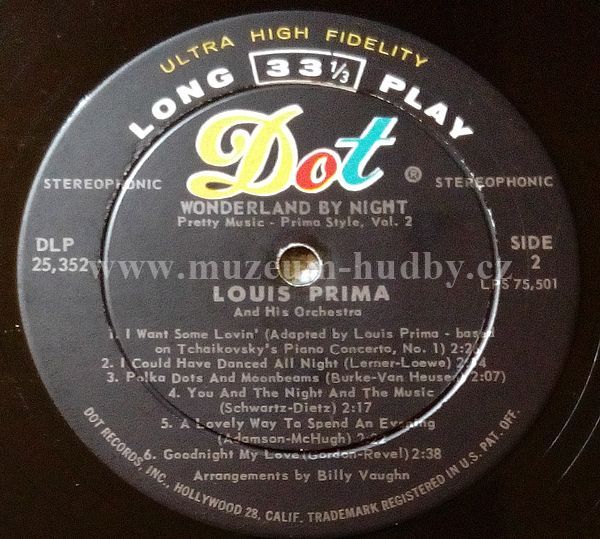 ULTRA HIGH FIDELITY
LONG 33 1/3 PLAY
Dot ®
STEREOPHONIC STEREOPHONIC
WONDERLAND BY NIGHT
Pretty Music - Prima Style, Vol. 2
DLP SIDE
25,352 2
www.muzeum-hudby.cz
LPS 75,501
LOUIS PRIMA
And His Orchestra
1. I Want Some Lovin' (Adapted by Louis Prima - based
on Tchaikovsky's Piano Concerto, No. 1)
2. I Could Have Danced All Night (Lerner-Loewe)
3. Polka Dots And Moonbeams (Burke-Van Heusen) 2:07)
4. You And The Night And The Music
(Schwartz-Dietz) 2:17
5. A Lovely Way To Spend An Evening
(Adamson-McHugh)
6. Goodnight My Love (Gordon-Revel) 2:38
Arrangements by Billy Vaughn
DOT RECORDS, INC., HOLLYWOOD 28, CALIF. TRADEMARK REGISTERED IN U.S. PAT. OFF.